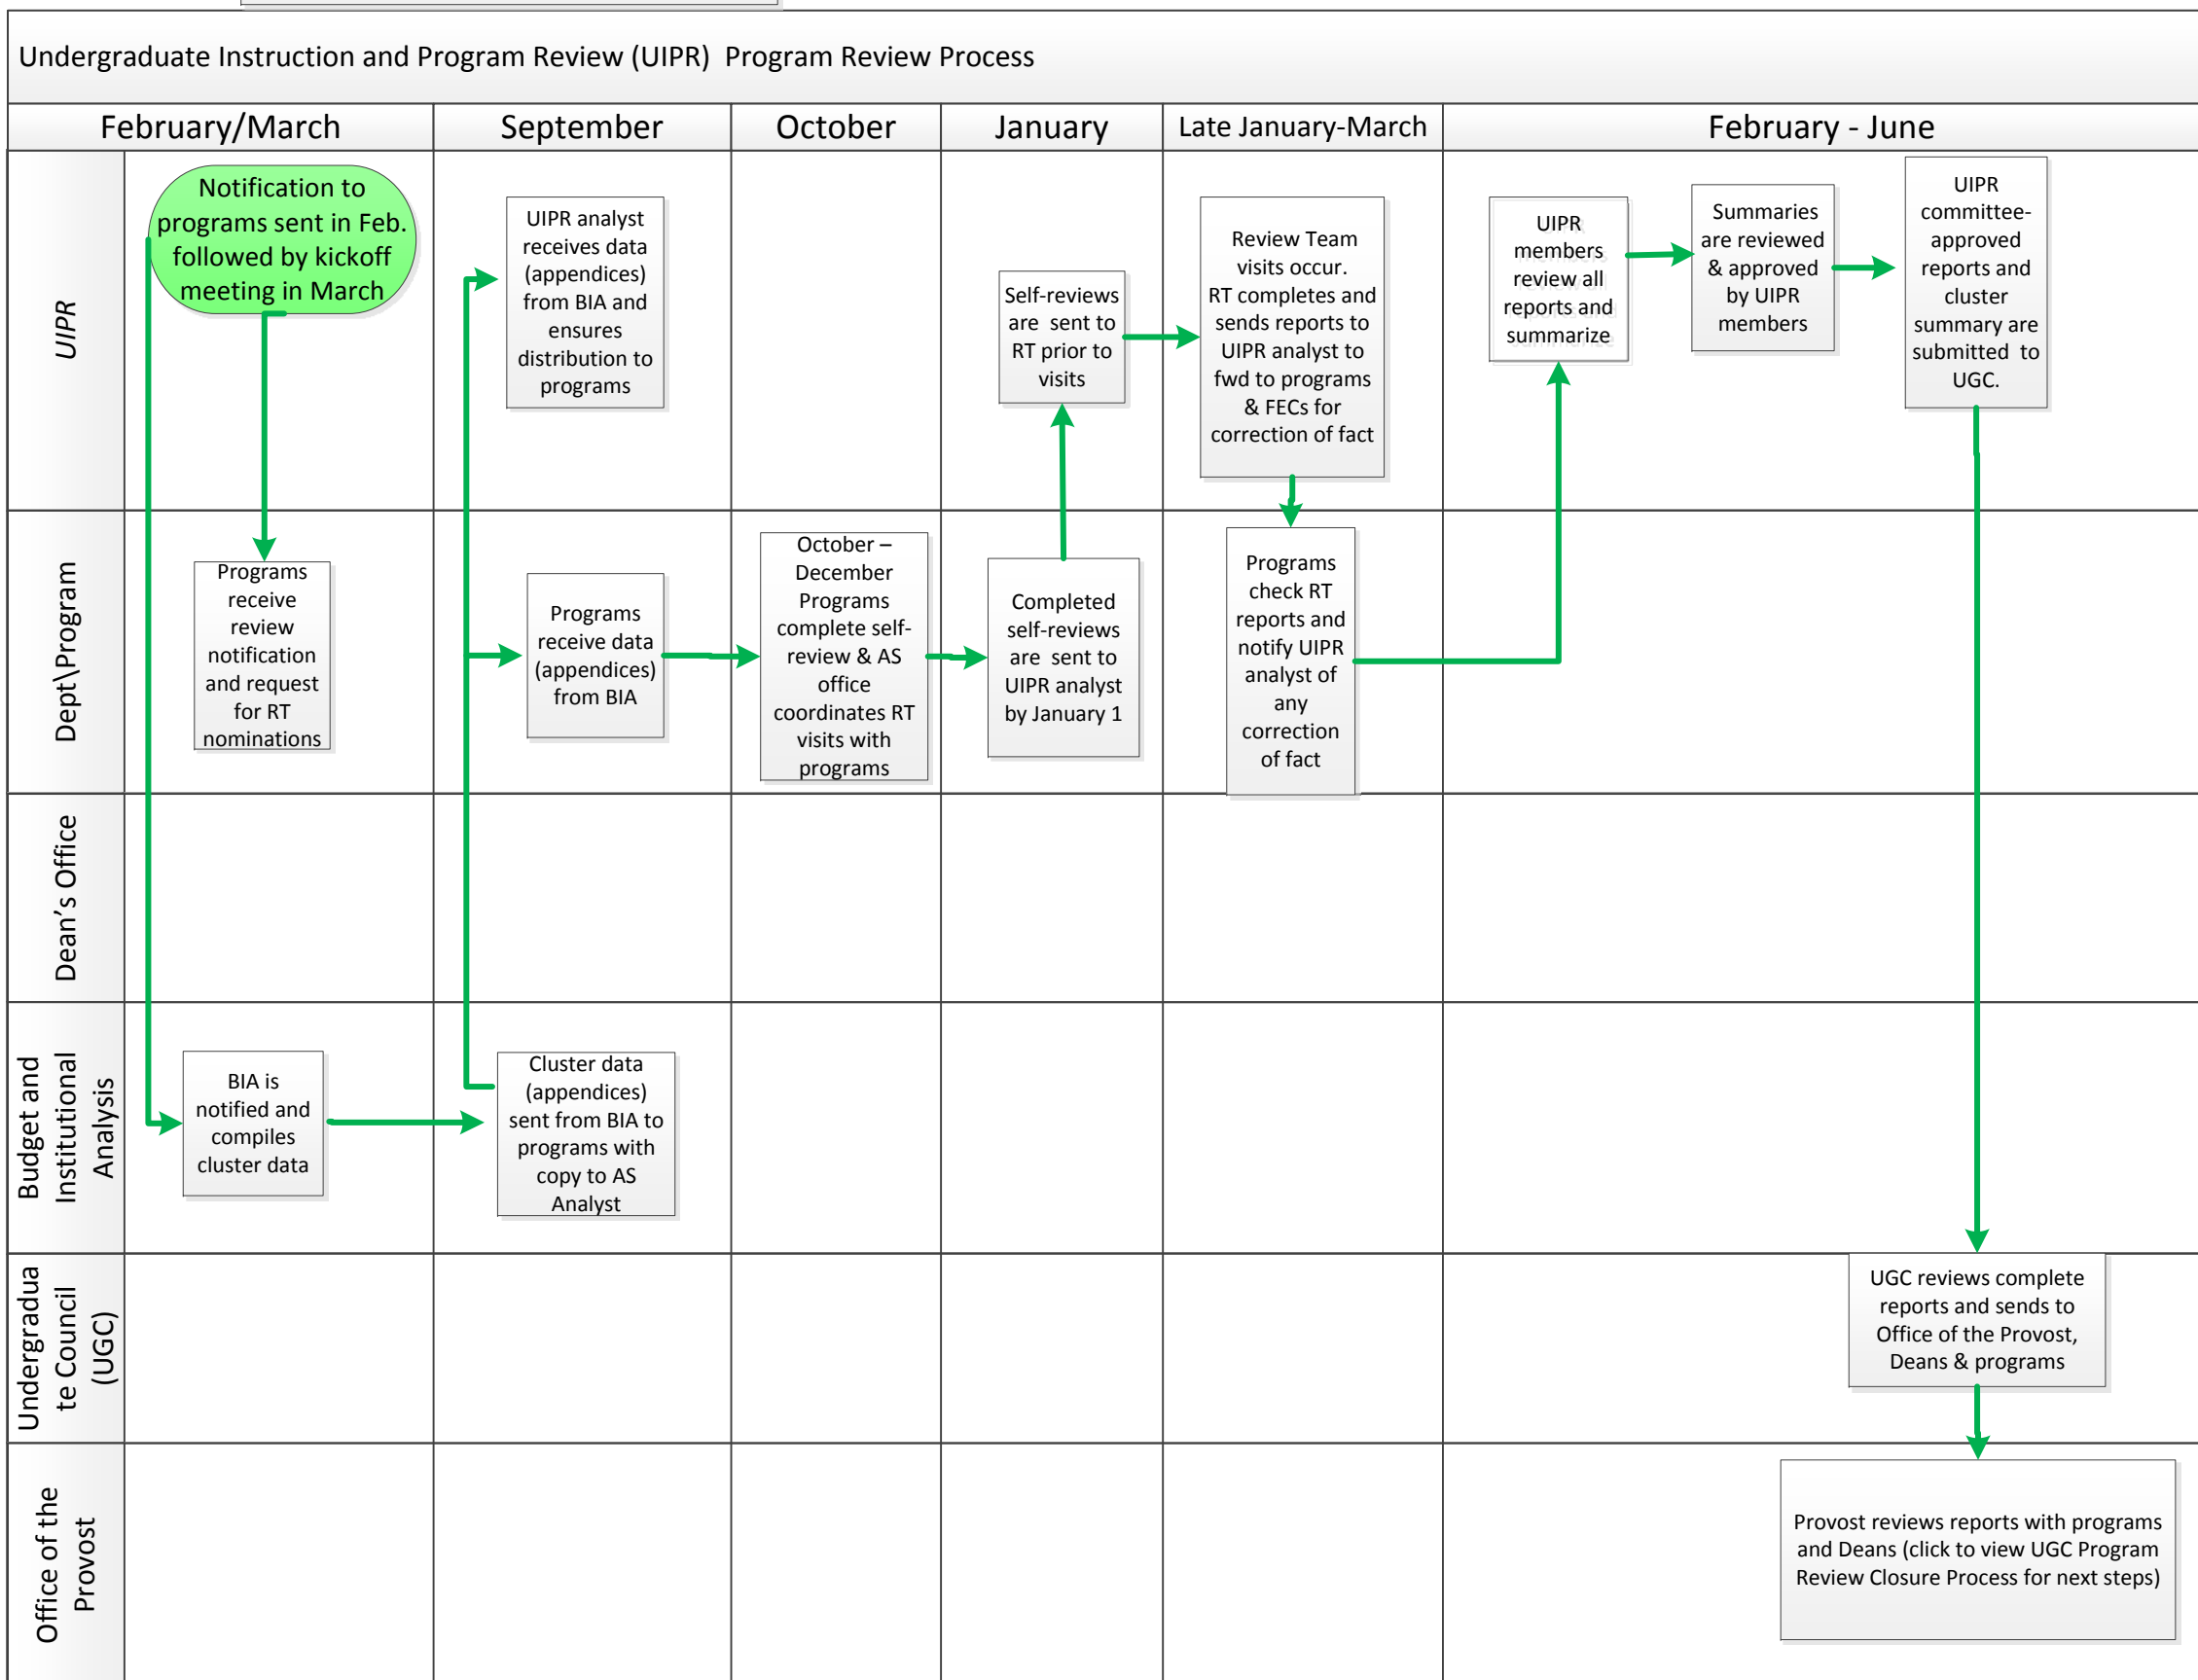 Undergraduate Instruction and Program Review (UIPR)  Program Review Process
February/March
September
October
January
Late January-March
February - June
UIPR
Notification to
programs sent in Feb.
followed by kickoff
meeting in March
UIPR analyst
receives data
(appendices)
from BIA and
ensures
distribution to
programs
Self-reviews
are  sent to
RT prior to
visits
Review Team
visits occur.
RT completes and
sends reports to
UIPR analyst to
fwd to programs
& FECs for
correction of fact
UIPR
members
review all
reports and
summarize
Summaries
are reviewed
& approved
by UIPR
members
UIPR
committee-
approved
reports and
cluster
summary are
submitted  to
UGC.
Dept\Program
Programs
receive
review
notification
and request
for RT
nominations
Programs
receive data
(appendices)
from BIA
October –
December
Programs
complete self-
review & AS
office
coordinates RT
visits with
programs
Completed
self-reviews
are  sent to
UIPR analyst
by January 1
Programs
check RT
reports and
notify UIPR
analyst of
any
correction
of fact
Dean's Office
Budget and
Institutional
Analysis
BIA is
notified and
compiles
cluster data
Cluster data
(appendices)
sent from BIA to
programs with
copy to AS
Analyst
Undergradua
te Council
(UGC)
UGC reviews complete
reports and sends to
Office of the Provost,
Deans & programs
Office of the
Provost
Provost reviews reports with programs
and Deans (click to view UGC Program
Review Closure Process for next steps)